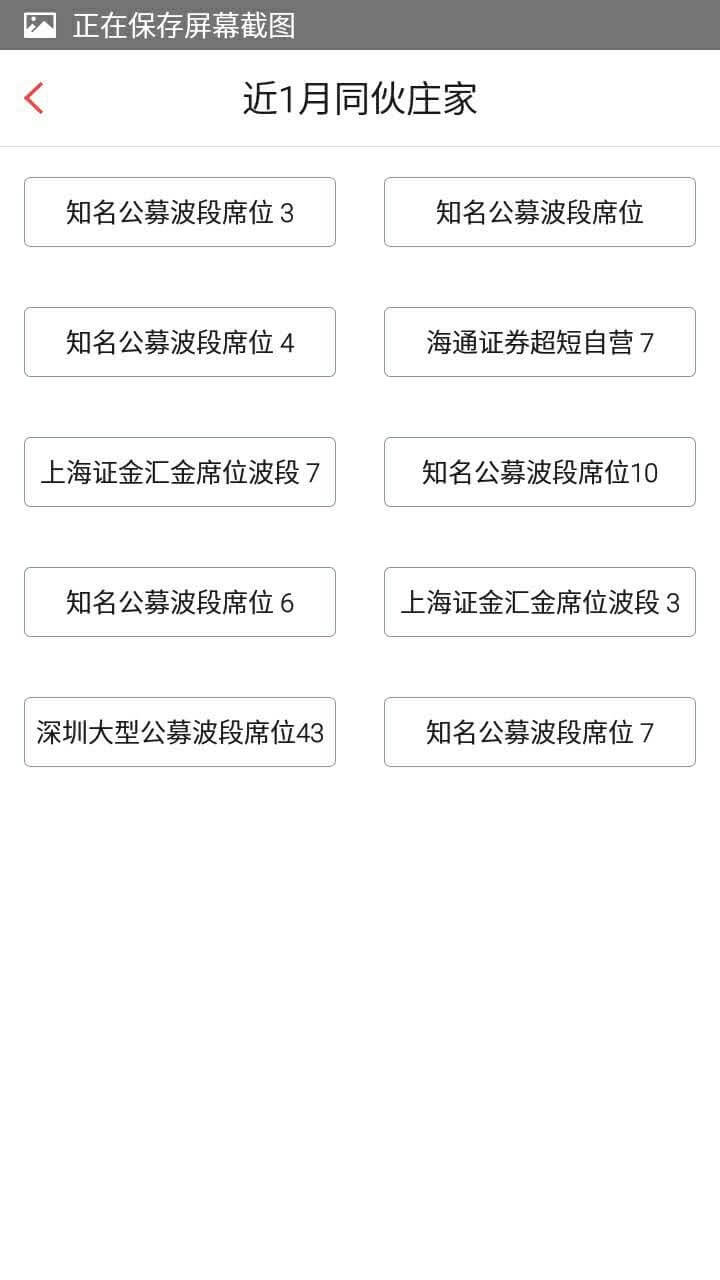 正在保存屏幕截图
近1月同伙庄家
知名公募波段席位 3
知名公募波段席位
知名公募波段席位 4
海通证券超短自营 7
上海证金汇金席位波段 7
知名公募波段席位10
知名公募波段席位 6
上海证金汇金席位波段 3
深圳大型公募波段席位43
知名公募波段席位 7